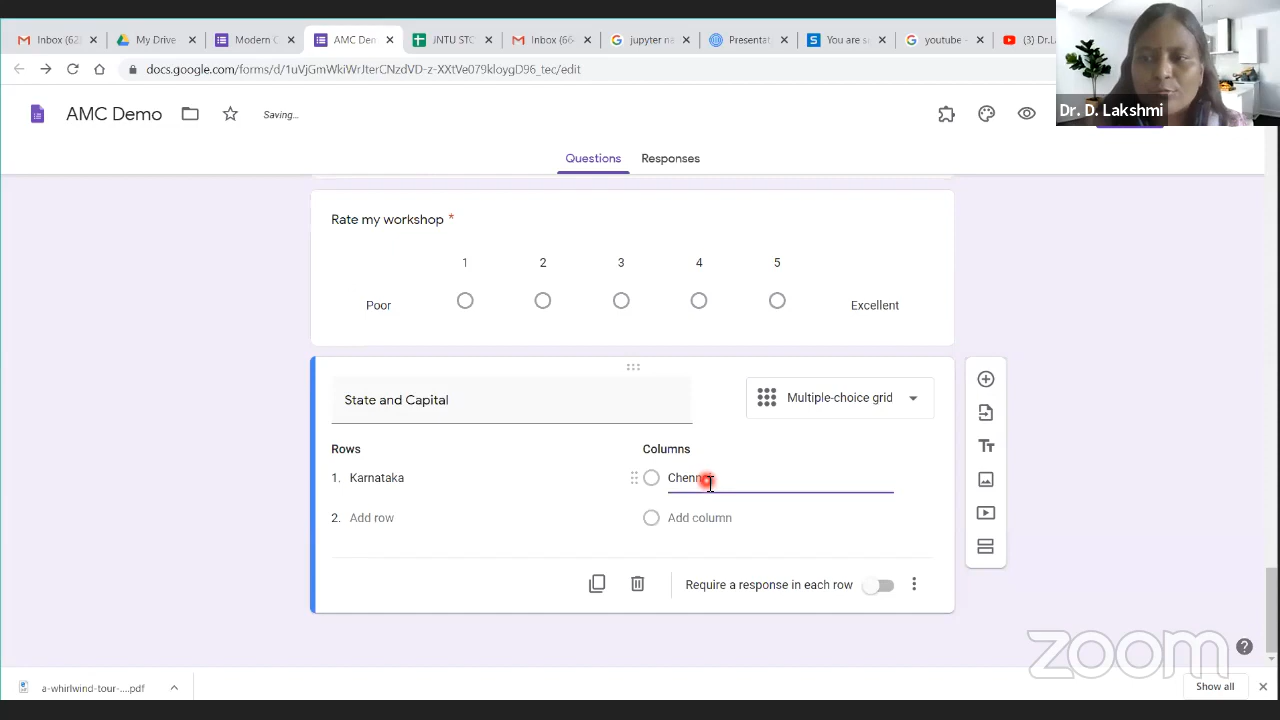 Inbox (62
My Drive
Modern C
AMC Den
JNTU STC
Inbox (66
jupyter ne
Presentat
You are s
youtube -
(3) Dr.L
docs.google.com/forms/d/1uVjGmWkiWrJterCNzdVD-z-XXtVe079kloygD96_tec/edit
AMC Demo
Saving...
Dr. D. Lakshmi
Questions
Responses
Rate my workshop *
1 2 3 4 5
Poor
Excellent
State and Capital
Multiple-choice grid
Rows
Columns
1. Karnataka
Chenn
2. Add row
Add column
Require a response in each row
zoom
a-whirlwind-tour-....pdf
Show all